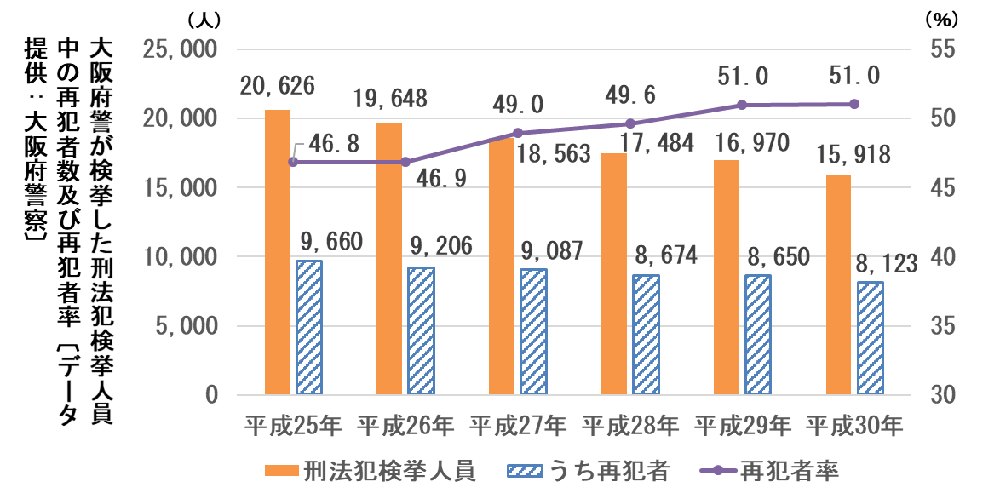 大阪府警が検挙した刑法犯検挙人員
中の再犯者数及び再犯者率〔データ
提供：大阪府警察〕
(人)
(%)
25,000
20,000
15,000
10,000
5,000
0
55
50
45
40
35
30
20,626
19,648
18,563
17,484
16,970
15,918
46.8
46.9
49.0
49.6
51.0
51.0
9,660
9,206
9,087
8,674
8,650
8,123
平成25年
平成26年
平成27年
平成28年
平成29年
平成30年
刑法犯検挙人員
うち再犯者
再犯者率